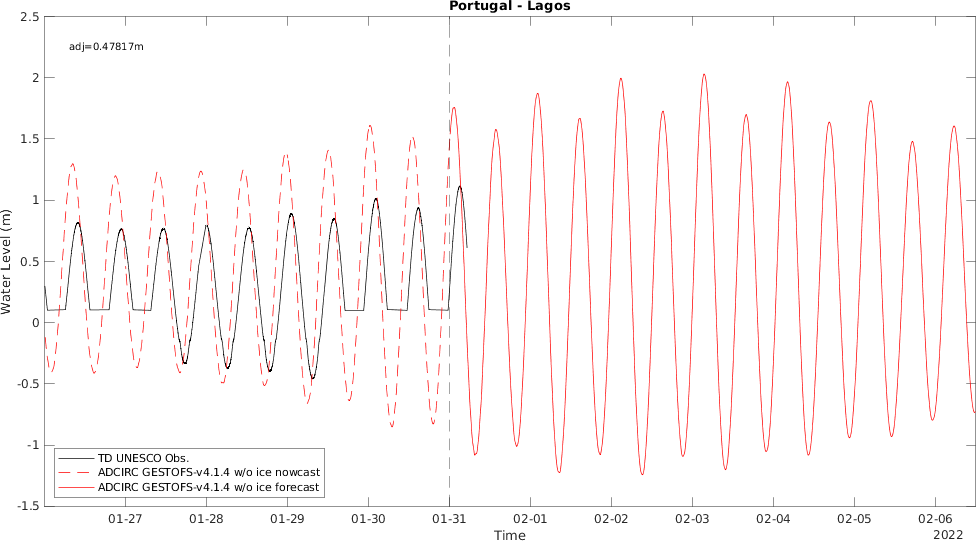 Portugal - Lagos
adj=0.47817m
Water Level (m)
2.5
2
1.5
1
0.5
0
-0.5
-1
-1.5
TD UNESCO Obs.
ADCIRC GESTOFS-v4.1.4 w/o ice nowcast
ADCIRC GESTOFS-v4.1.4 w/o ice forecast
01-27 01-28 01-29 01-30 01-31 02-01 02-02 02-03 02-04 02-05 02-06
Time
2022